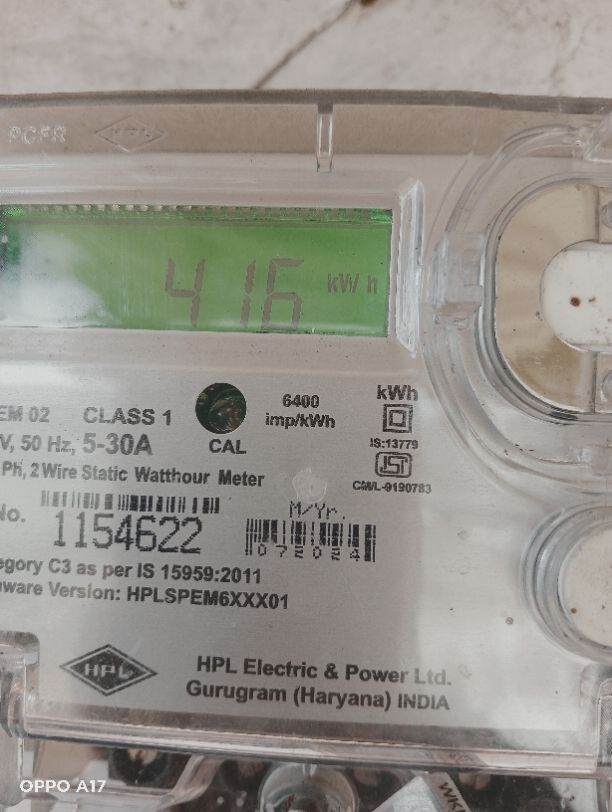 HPL
416 kWh
EM 02 CLASS 1
6400
imp/kWh
kWh
V, 50 Hz, 5-30A
CAL
IS:13779
Ph, 2 Wire Static Watthour Meter
CM/L-9190783
No.
1154622
M/Yr.
072024
egory C3 as per IS 15959:2011
ware Version: HPLSPEM6XXX01
HPL
HPL Electric & Power Ltd.
Gurugram (Haryana) INDIA
OPPO A17